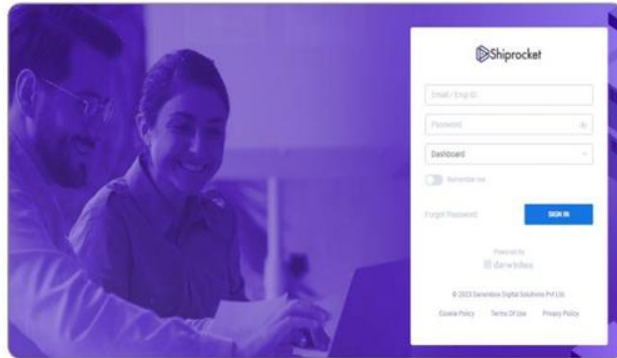 Shiprocket
Email / Emp ID
Password
Dashboard
Remember me
Forgot Password
SIGN IN
Powered by
darwinbox
© 2023 Darwinbox Digital Solutions Pvt Ltd.
Cookie Policy Terms Of Use Privacy Policy